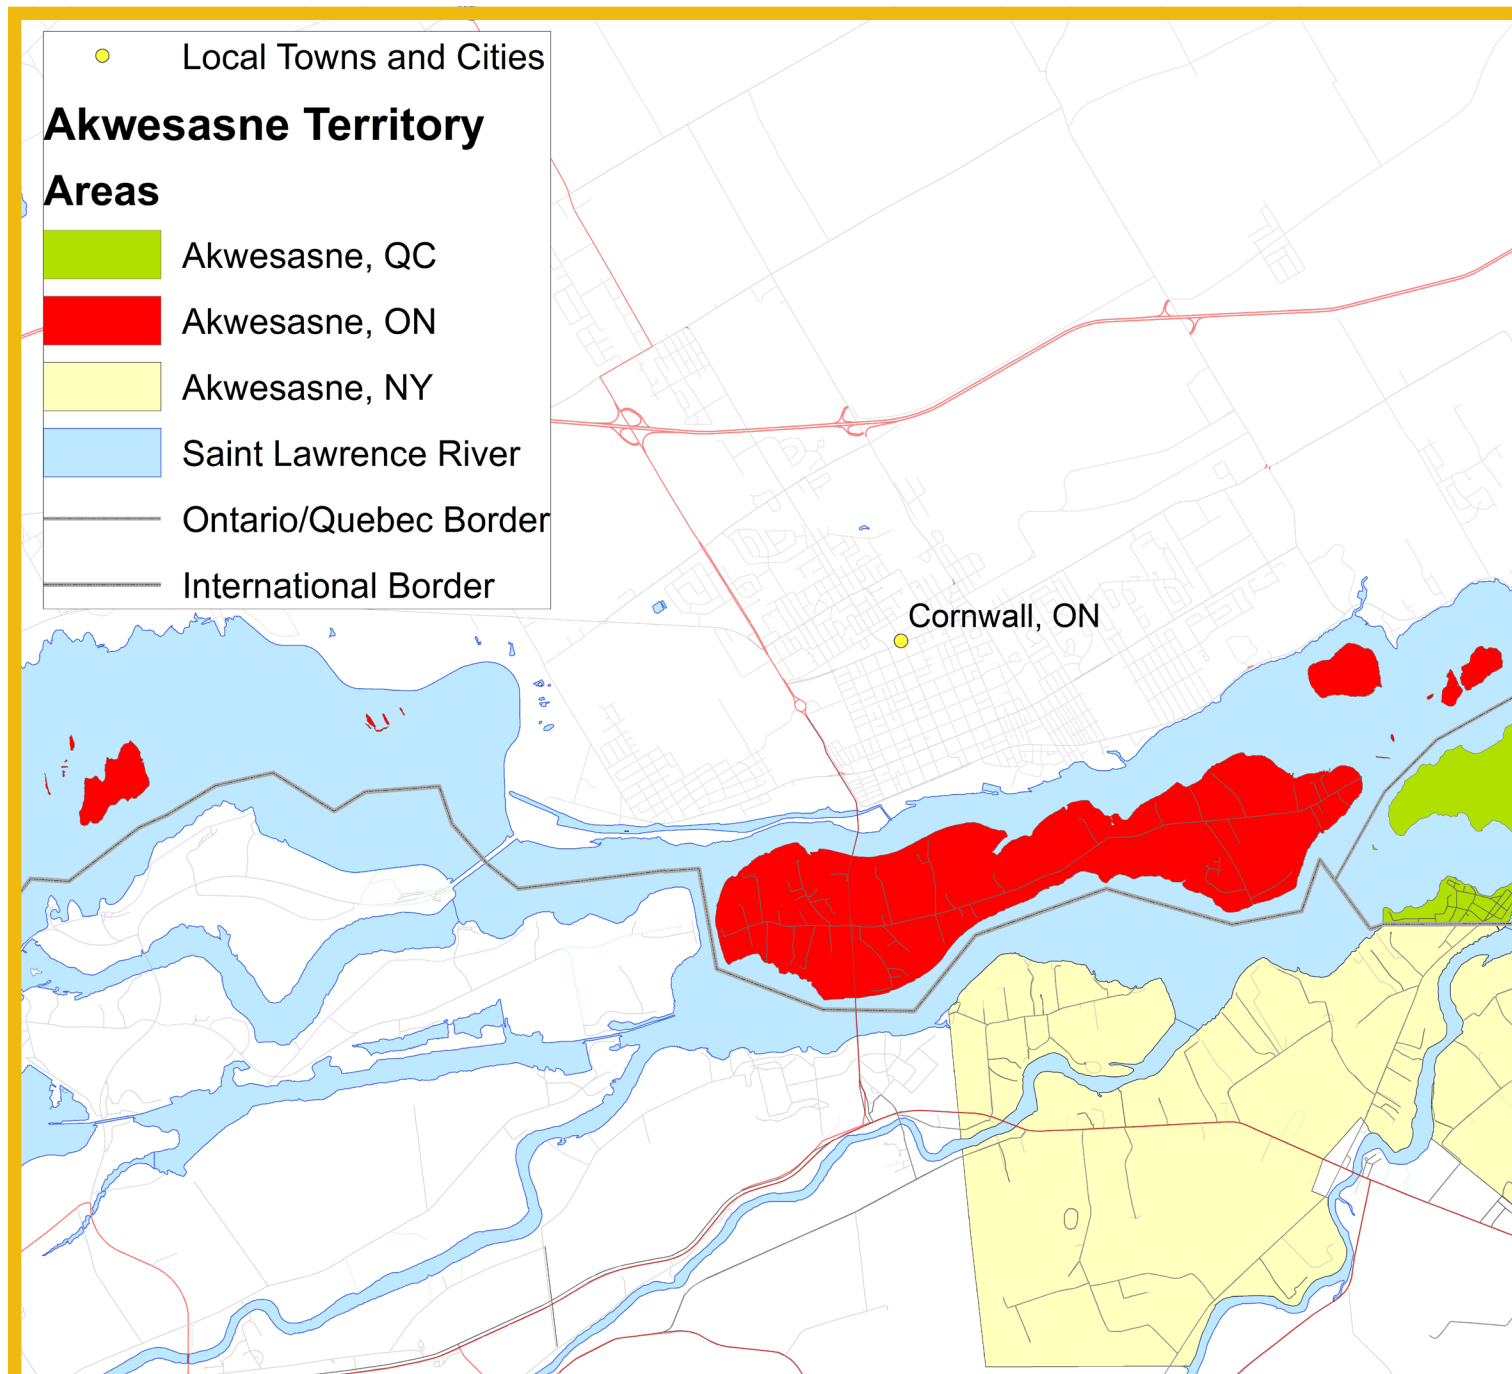 Local Towns and Cities
Akwesasne Territory
Areas
Akwesasne, QC
Akwesasne, ON
Akwesasne, NY
Saint Lawrence River
Ontario/Quebec Border
International Border
Cornwall, ON